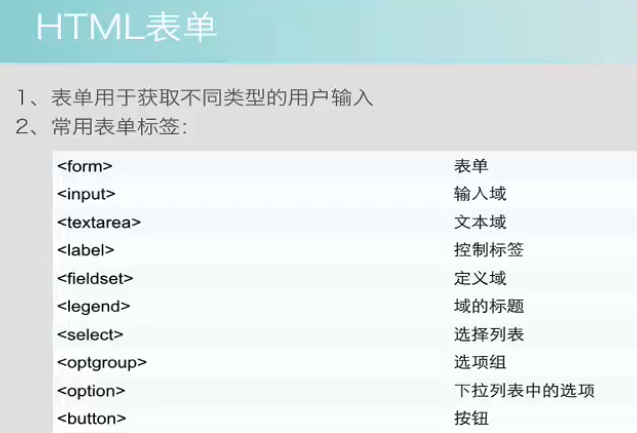 HTML表单
1、表单用于获取不同类型的用户输入
2、常用表单标签：
<form> 表单
<input> 输入域
<textarea> 文本域
<label> 控制标签
<fieldset> 定义域
<legend> 域的标题
<select> 选择列表
<optgroup> 选项组
<option> 下拉列表中的选项
<button> 按钮